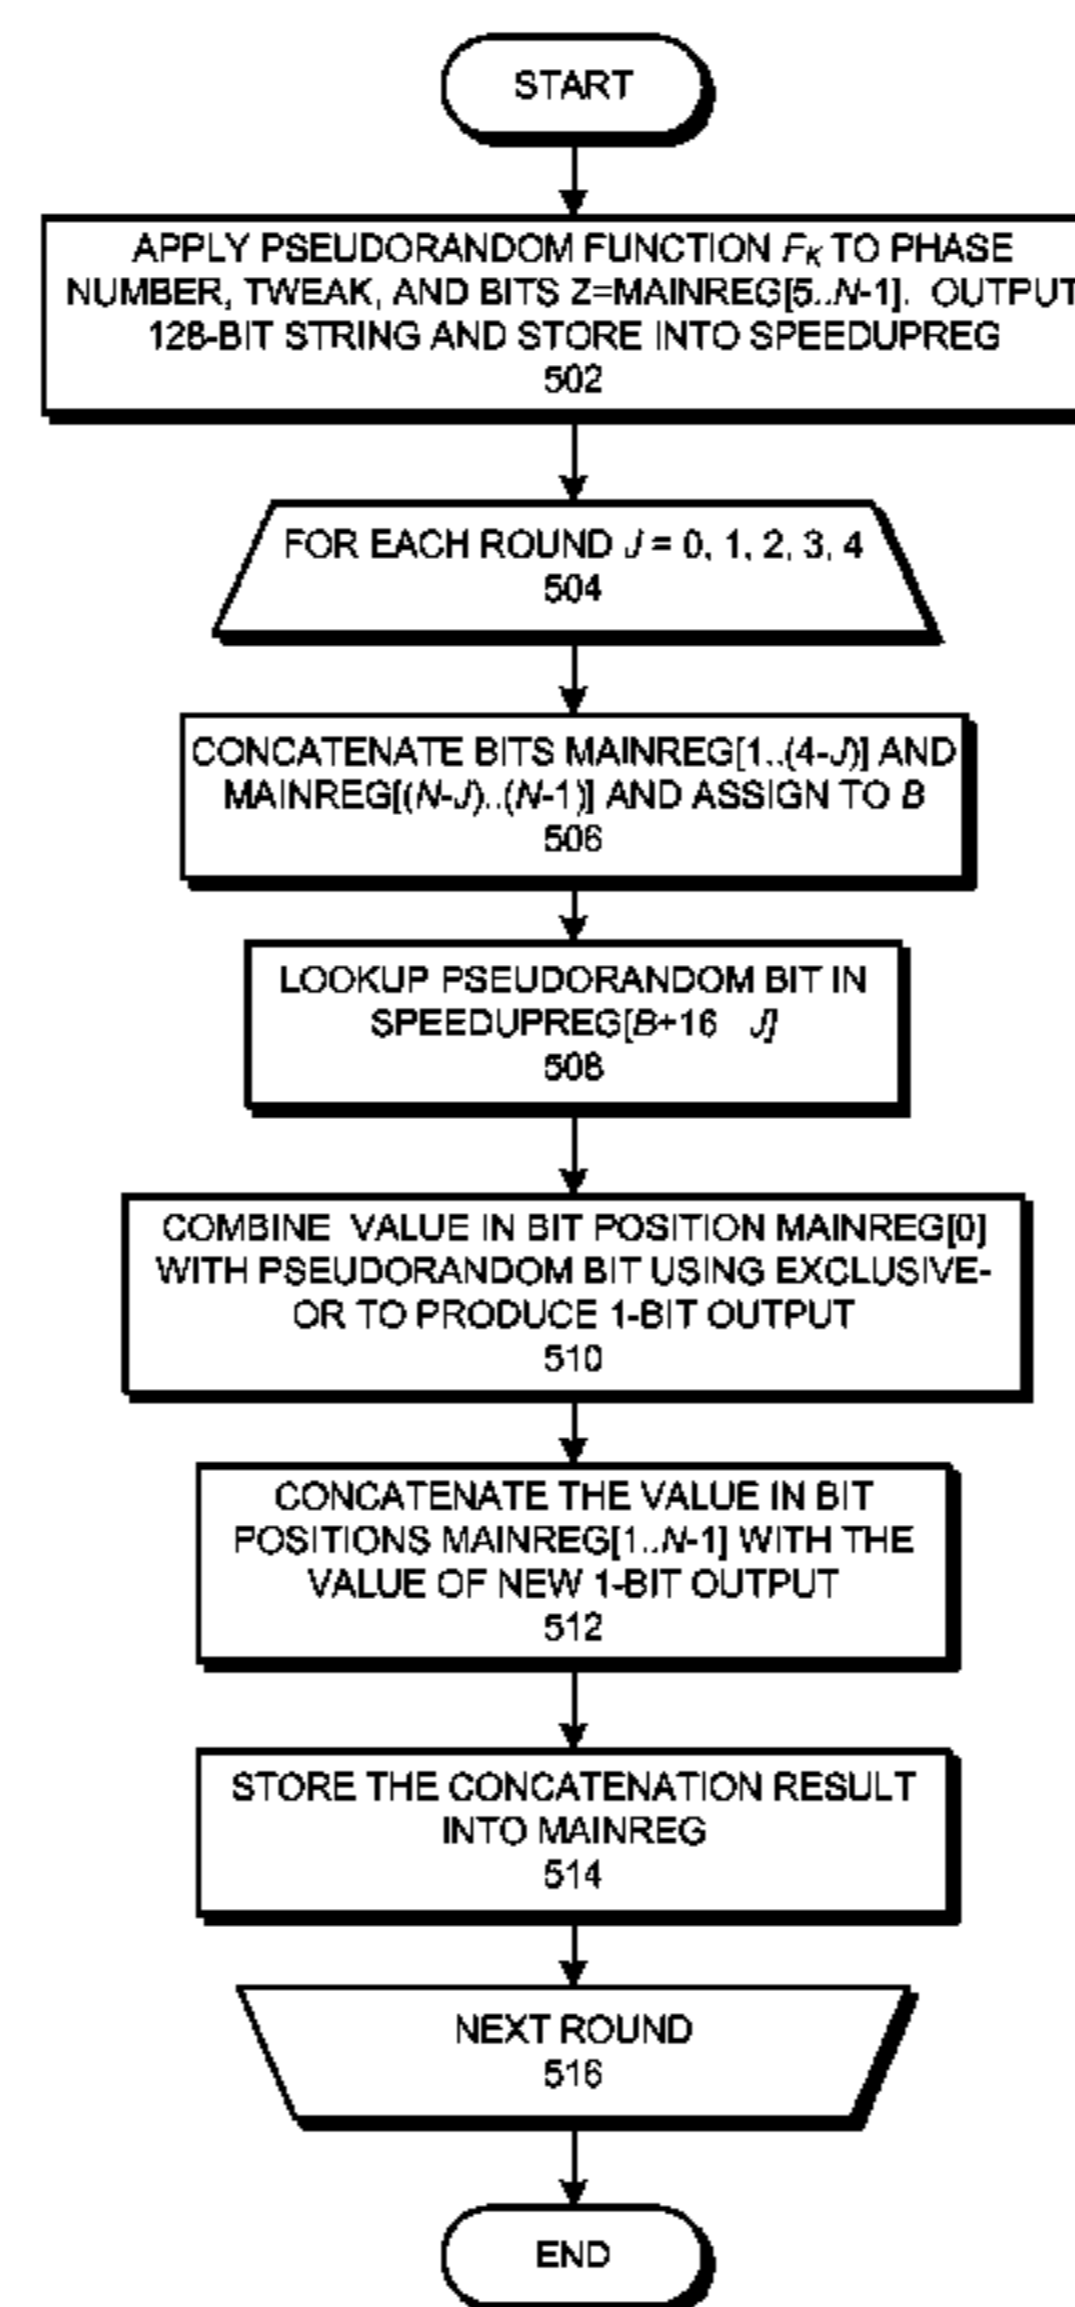 START
APPLY PSEUDORANDOM FUNCTION FK TO PHASE
NUMBER, TWEAK, AND BITS Z=MAINREG[5..N-1]. OUTPUT
128-BIT STRING AND STORE INTO SPEEDUPREG
502
FOR EACH ROUND J = 0, 1, 2, 3, 4
504
CONCATENATE BITS MAINREG[1..(4-J)] AND
MAINREG[(N-J)..(N-1)] AND ASSIGN TO B
506
LOOKUP PSEUDORANDOM BIT IN
SPEEDUPREG[B+16 J]
508
COMBINE VALUE IN BIT POSITION MAINREG[0]
WITH PSEUDORANDOM BIT USING EXCLUSIVE-
OR TO PRODUCE 1-BIT OUTPUT
510
CONCATENATE THE VALUE IN BIT
POSITIONS MAINREG[1..N-1] WITH THE
VALUE OF NEW 1-BIT OUTPUT
512
STORE THE CONCATENATION RESULT
INTO MAINREG
514
NEXT ROUND
516
END